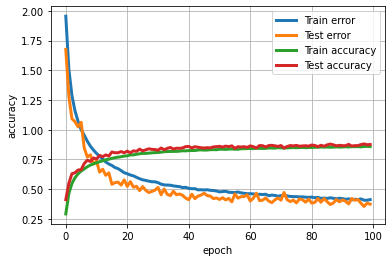 2.00
1.75
1.50
1.25
1.00
0.75
0.50
0.25
accuracy
0
20
40
60
80
100
epoch
Train error
Test error
Train accuracy
Test accuracy